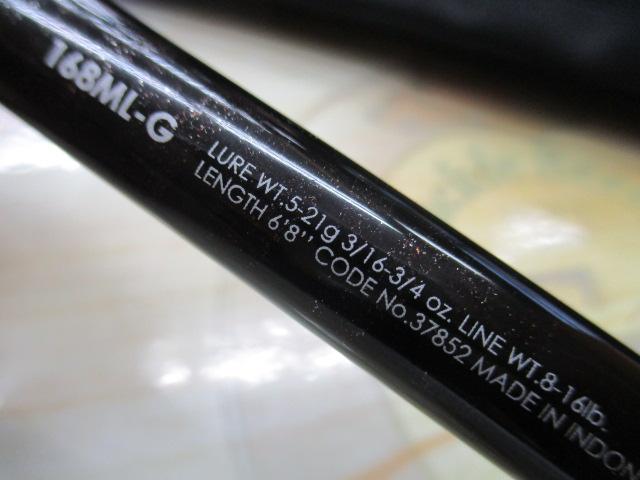 168ML-G
LURE WT.5-21g 3/16-3/4 oz. LINE WT.8-16lb.
LENGTH 6'8'' CODE No.37852 MADE IN INDON